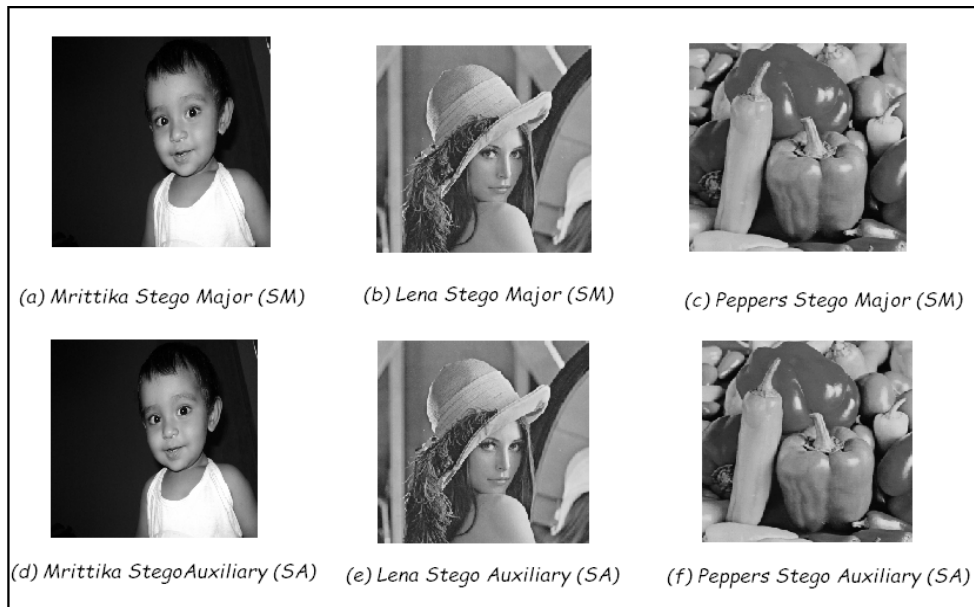 (a) Mrittika Stego Major (SM)
(b) Lena Stego Major (SM)
(c) Peppers Stego Major (SM)
(d) Mrittika StegoAuxiliary (SA)
(e) Lena Stego Auxiliary (SA)
(f) Peppers Stego Auxiliary (SA)